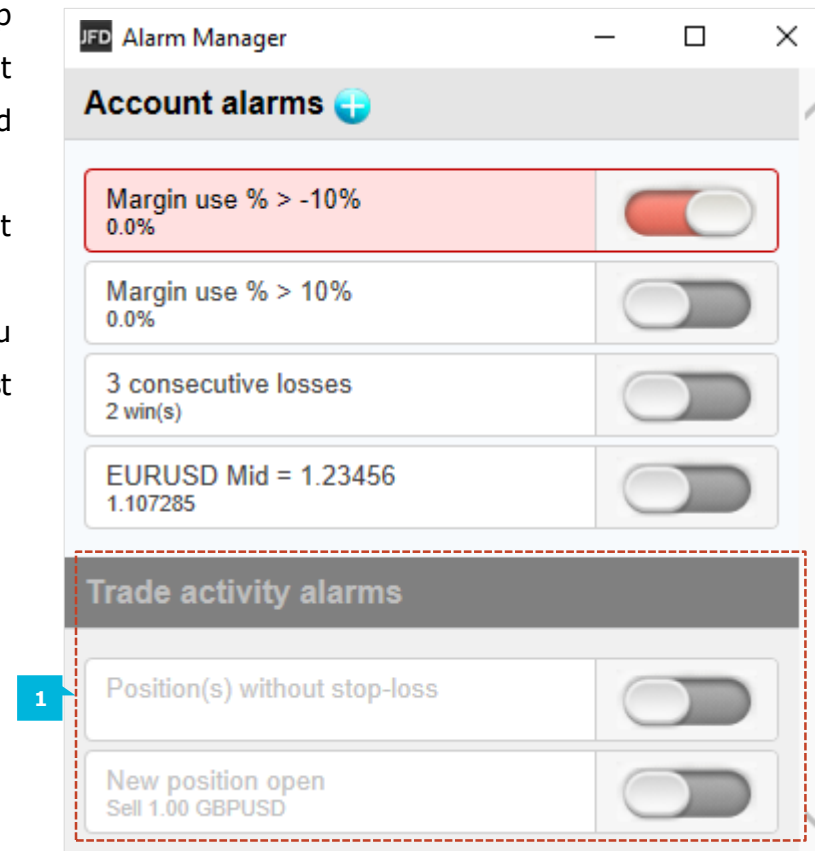 JFD Alarm Manager
Account alarms
Margin use % > -10%
0.0%
Margin use % > 10%
0.0%
3 consecutive losses
2 win(s)
EURUSD Mid = 1.23456
1.107285
Trade activity alarms
1
Position(s) without stop-loss
New position open
Sell 1.00 GBPUSD